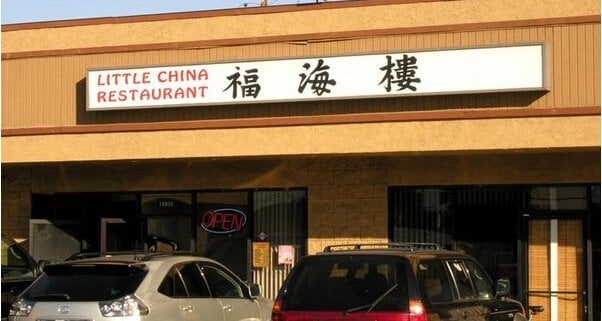 LITTLE CHINA
RESTAURANT
福海樓
OPEN